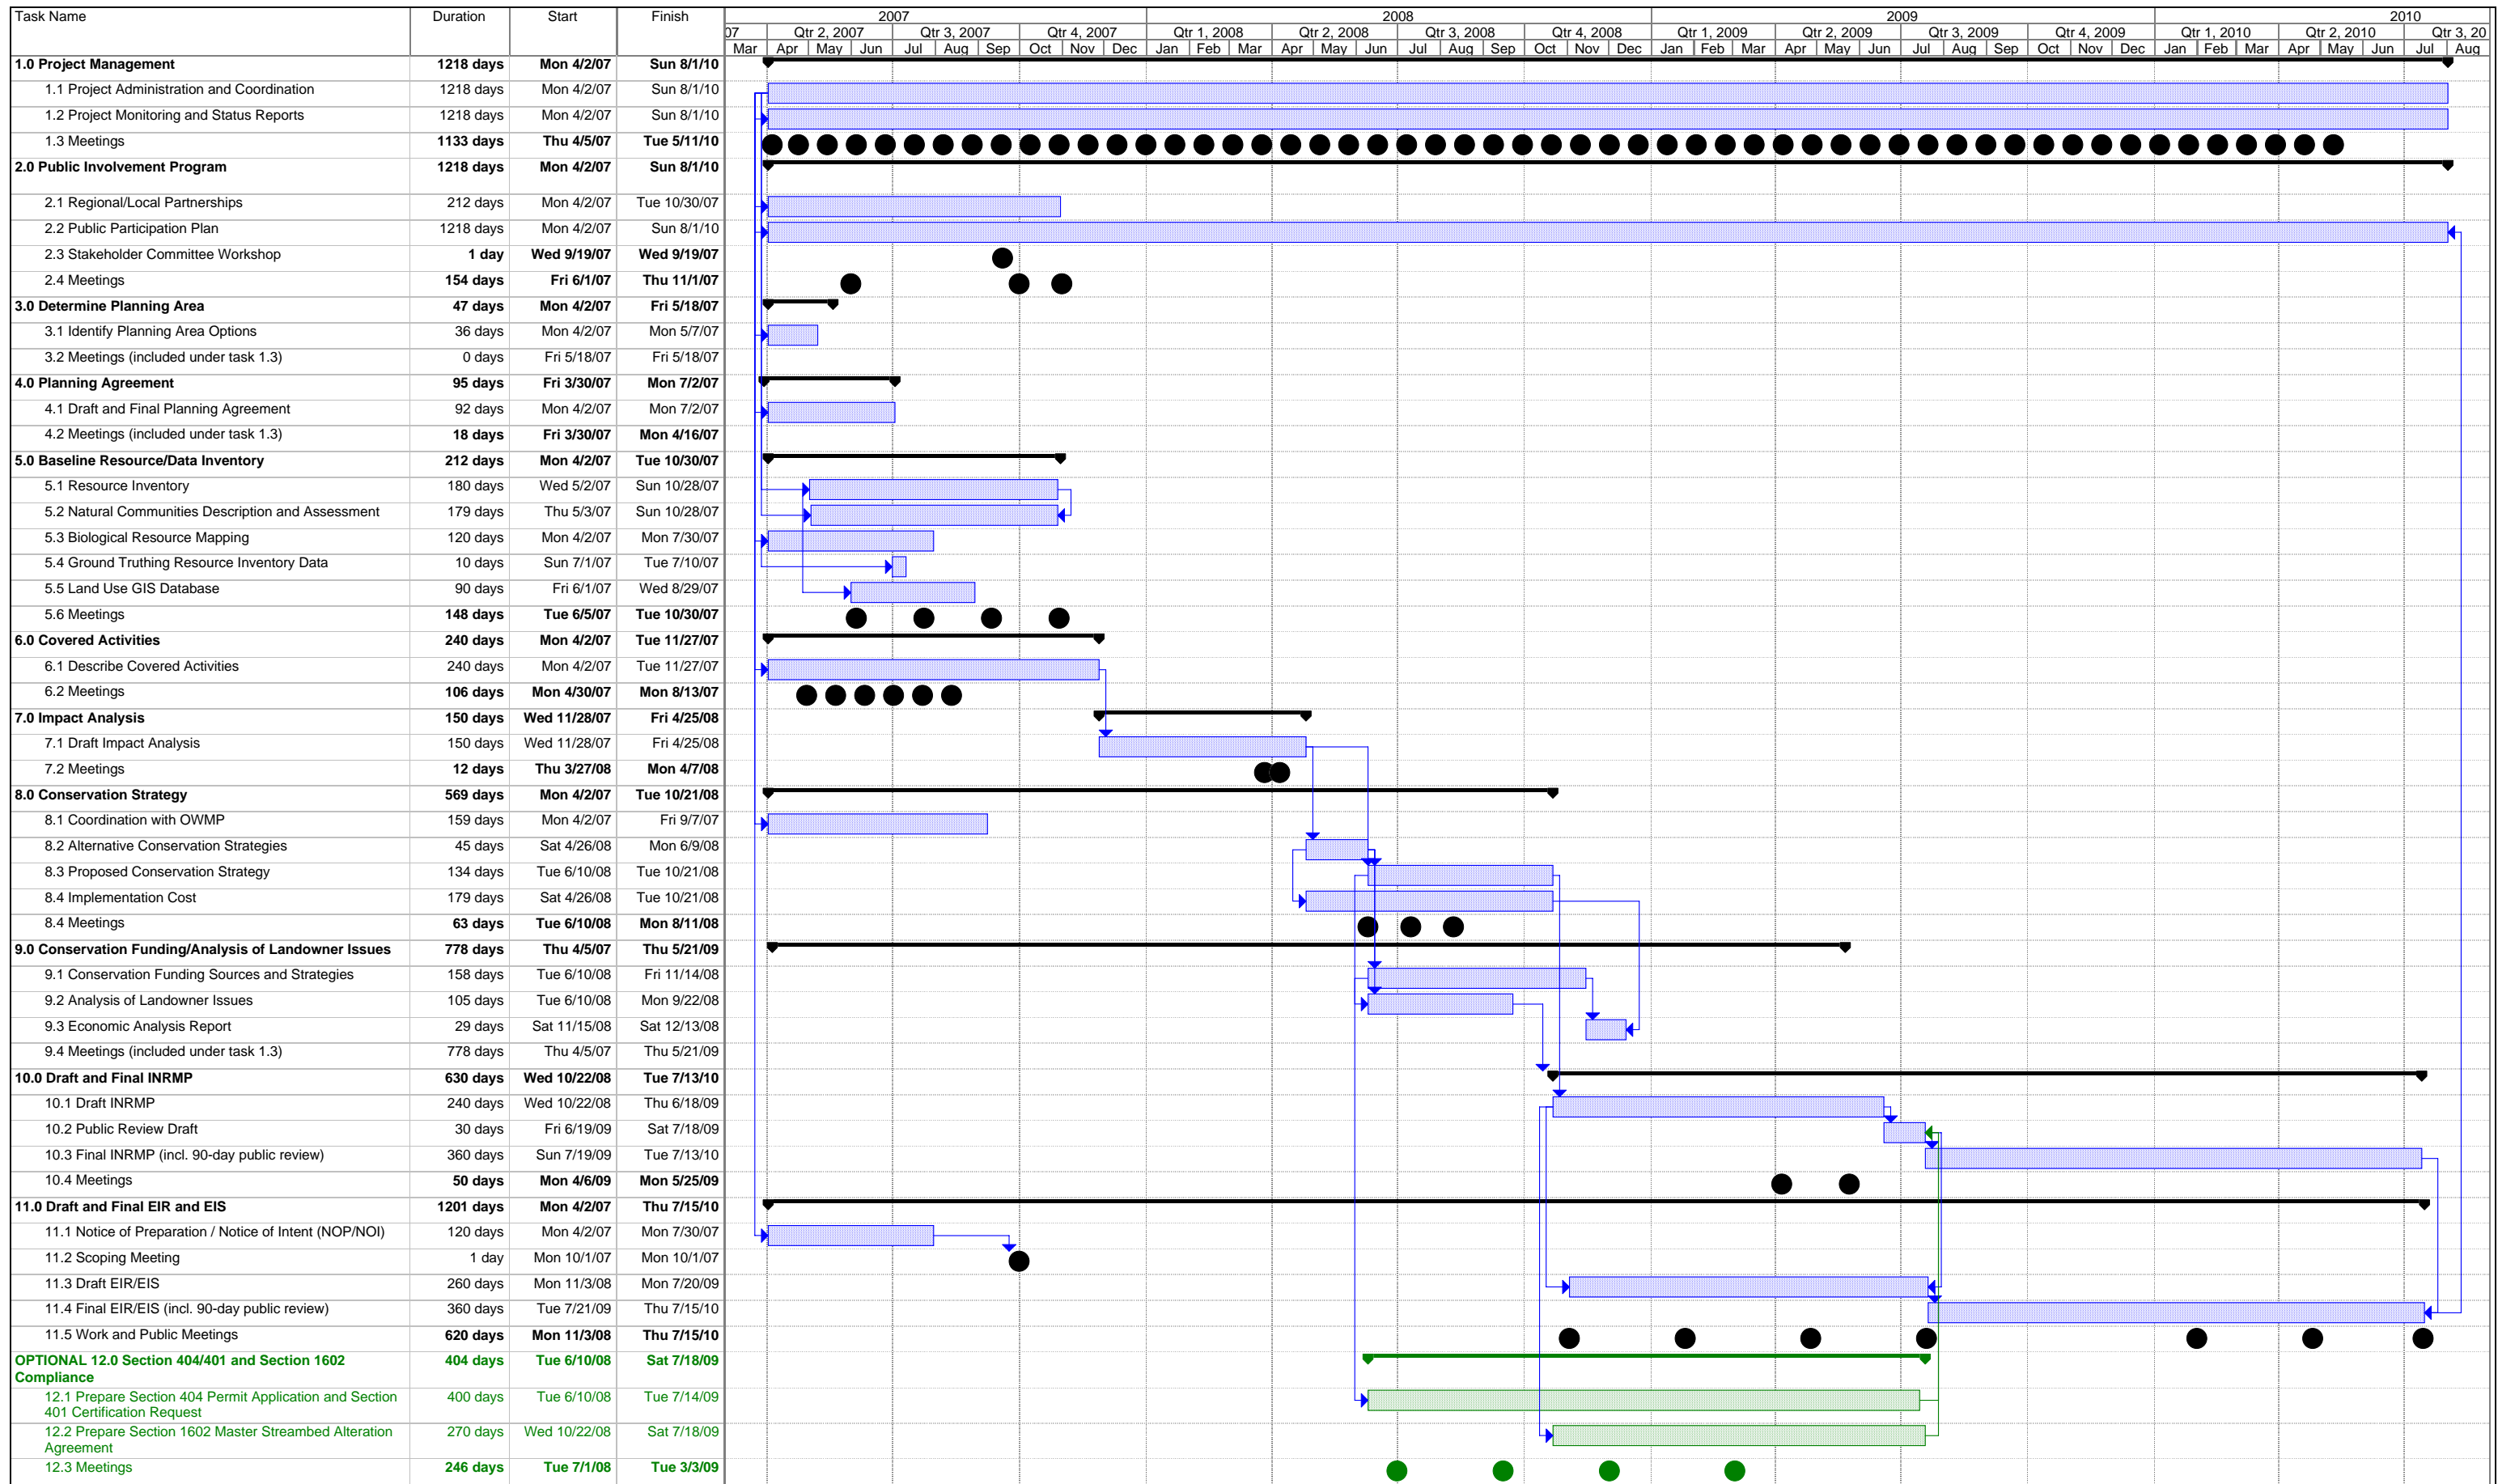 Task Name Duration Start Finish 2007 2008 2009 2010
07 Qtr 2, 2007 Qtr 3, 2007 Qtr 4, 2007 Qtr 1, 2008 Qtr 2, 2008 Qtr 3, 2008 Qtr 4, 2008 Qtr 1, 2009 Qtr 2, 2009 Qtr 3, 2009 Qtr 4, 2009 Qtr 1, 2010 Qtr 2, 2010 Qtr 3, 20
Mar Apr May Jun Jul Aug Sep Oct Nov Dec Jan Feb Mar Apr May Jun Jul Aug Sep Oct Nov Dec Jan Feb Mar Apr May Jun Jul Aug Sep Oct Nov Dec Jan Feb Mar Apr May Jun Jul Aug
1.0 Project Management 1218 days Mon 4/2/07 Sun 8/1/10
1.1 Project Administration and Coordination 1218 days Mon 4/2/07 Sun 8/1/10
1.2 Project Monitoring and Status Reports 1218 days Mon 4/2/07 Sun 8/1/10
1.3 Meetings 1133 days Thu 4/5/07 Tue 5/11/10
2.0 Public Involvement Program 1218 days Mon 4/2/07 Sun 8/1/10
2.1 Regional/Local Partnerships 212 days Mon 4/2/07 Tue 10/30/07
2.2 Public Participation Plan 1218 days Mon 4/2/07 Sun 8/1/10
2.3 Stakeholder Committee Workshop 1 day Wed 9/19/07 Wed 9/19/07
2.4 Meetings 154 days Fri 6/1/07 Thu 11/1/07
3.0 Determine Planning Area 47 days Mon 4/2/07 Fri 5/18/07
3.1 Identify Planning Area Options 36 days Mon 4/2/07 Mon 5/7/07
3.2 Meetings (included under task 1.3) 0 days Fri 5/18/07 Fri 5/18/07
4.0 Planning Agreement 95 days Fri 3/30/07 Mon 7/2/07
4.1 Draft and Final Planning Agreement 92 days Mon 4/2/07 Mon 7/2/07
4.2 Meetings (included under task 1.3) 18 days Fri 3/30/07 Mon 4/16/07
5.0 Baseline Resource/Data Inventory 212 days Mon 4/2/07 Tue 10/30/07
5.1 Resource Inventory 180 days Wed 5/2/07 Sun 10/28/07
5.2 Natural Communities Description and Assessment 179 days Thu 5/3/07 Sun 10/28/07
5.3 Biological Resource Mapping 120 days Mon 4/2/07 Mon 7/30/07
5.4 Ground Truthing Resource Inventory Data 10 days Sun 7/1/07 Tue 7/10/07
5.5 Land Use GIS Database 90 days Fri 6/1/07 Wed 8/29/07
5.6 Meetings 148 days Tue 6/5/07 Tue 10/30/07
6.0 Covered Activities 240 days Mon 4/2/07 Tue 11/27/07
6.1 Describe Covered Activities 240 days Mon 4/2/07 Tue 11/27/07
6.2 Meetings 106 days Mon 4/30/07 Mon 8/13/07
7.0 Impact Analysis 150 days Wed 11/28/07 Fri 4/25/08
7.1 Draft Impact Analysis 150 days Wed 11/28/07 Fri 4/25/08
7.2 Meetings 12 days Thu 3/27/08 Mon 4/7/08
8.0 Conservation Strategy 569 days Mon 4/2/07 Tue 10/21/08
8.1 Coordination with OWMP 159 days Mon 4/2/07 Fri 9/7/07
8.2 Alternative Conservation Strategies 45 days Sat 4/26/08 Mon 6/9/08
8.3 Proposed Conservation Strategy 134 days Tue 6/10/08 Tue 10/21/08
8.4 Implementation Cost 179 days Sat 4/26/08 Tue 10/21/08
8.4 Meetings 63 days Tue 6/10/08 Mon 8/11/08
9.0 Conservation Funding/Analysis of Landowner Issues 778 days Thu 4/5/07 Thu 5/21/09
9.1 Conservation Funding Sources and Strategies 158 days Tue 6/10/08 Fri 11/14/08
9.2 Analysis of Landowner Issues 105 days Tue 6/10/08 Mon 9/22/08
9.3 Economic Analysis Report 29 days Sat 11/15/08 Sat 12/13/08
9.4 Meetings (included under task 1.3) 778 days Thu 4/5/07 Thu 5/21/09
10.0 Draft and Final INRMP 630 days Wed 10/22/08 Tue 7/13/10
10.1 Draft INRMP 240 days Wed 10/22/08 Thu 6/18/09
10.2 Public Review Draft 30 days Fri 6/19/09 Sat 7/18/09
10.3 Final INRMP (incl. 90-day public review) 360 days Sun 7/19/09 Tue 7/13/10
10.4 Meetings 50 days Mon 4/6/09 Mon 5/25/09
11.0 Draft and Final EIR and EIS 1201 days Mon 4/2/07 Thu 7/15/10
11.1 Notice of Preparation / Notice of Intent (NOP/NOI) 120 days Mon 4/2/07 Mon 7/30/07
11.2 Scoping Meeting 1 day Mon 10/1/07 Mon 10/1/07
11.3 Draft EIR/EIS 260 days Mon 11/3/08 Mon 7/20/09
11.4 Final EIR/EIS (incl. 90-day public review) 360 days Tue 7/21/09 Thu 7/15/10
11.5 Work and Public Meetings 620 days Mon 11/3/08 Thu 7/15/10
OPTIONAL 12.0 Section 404/401 and Section 1602 404 days Tue 6/10/08 Sat 7/18/09
Compliance
12.1 Prepare Section 404 Permit Application and Section 400 days Tue 6/10/08 Tue 7/14/09
401 Certification Request
12.2 Prepare Section 1602 Master Streambed Alteration 270 days Wed 10/22/08 Sat 7/18/09
Agreement
12.3 Meetings 246 days Tue 7/1/08 Tue 3/3/09